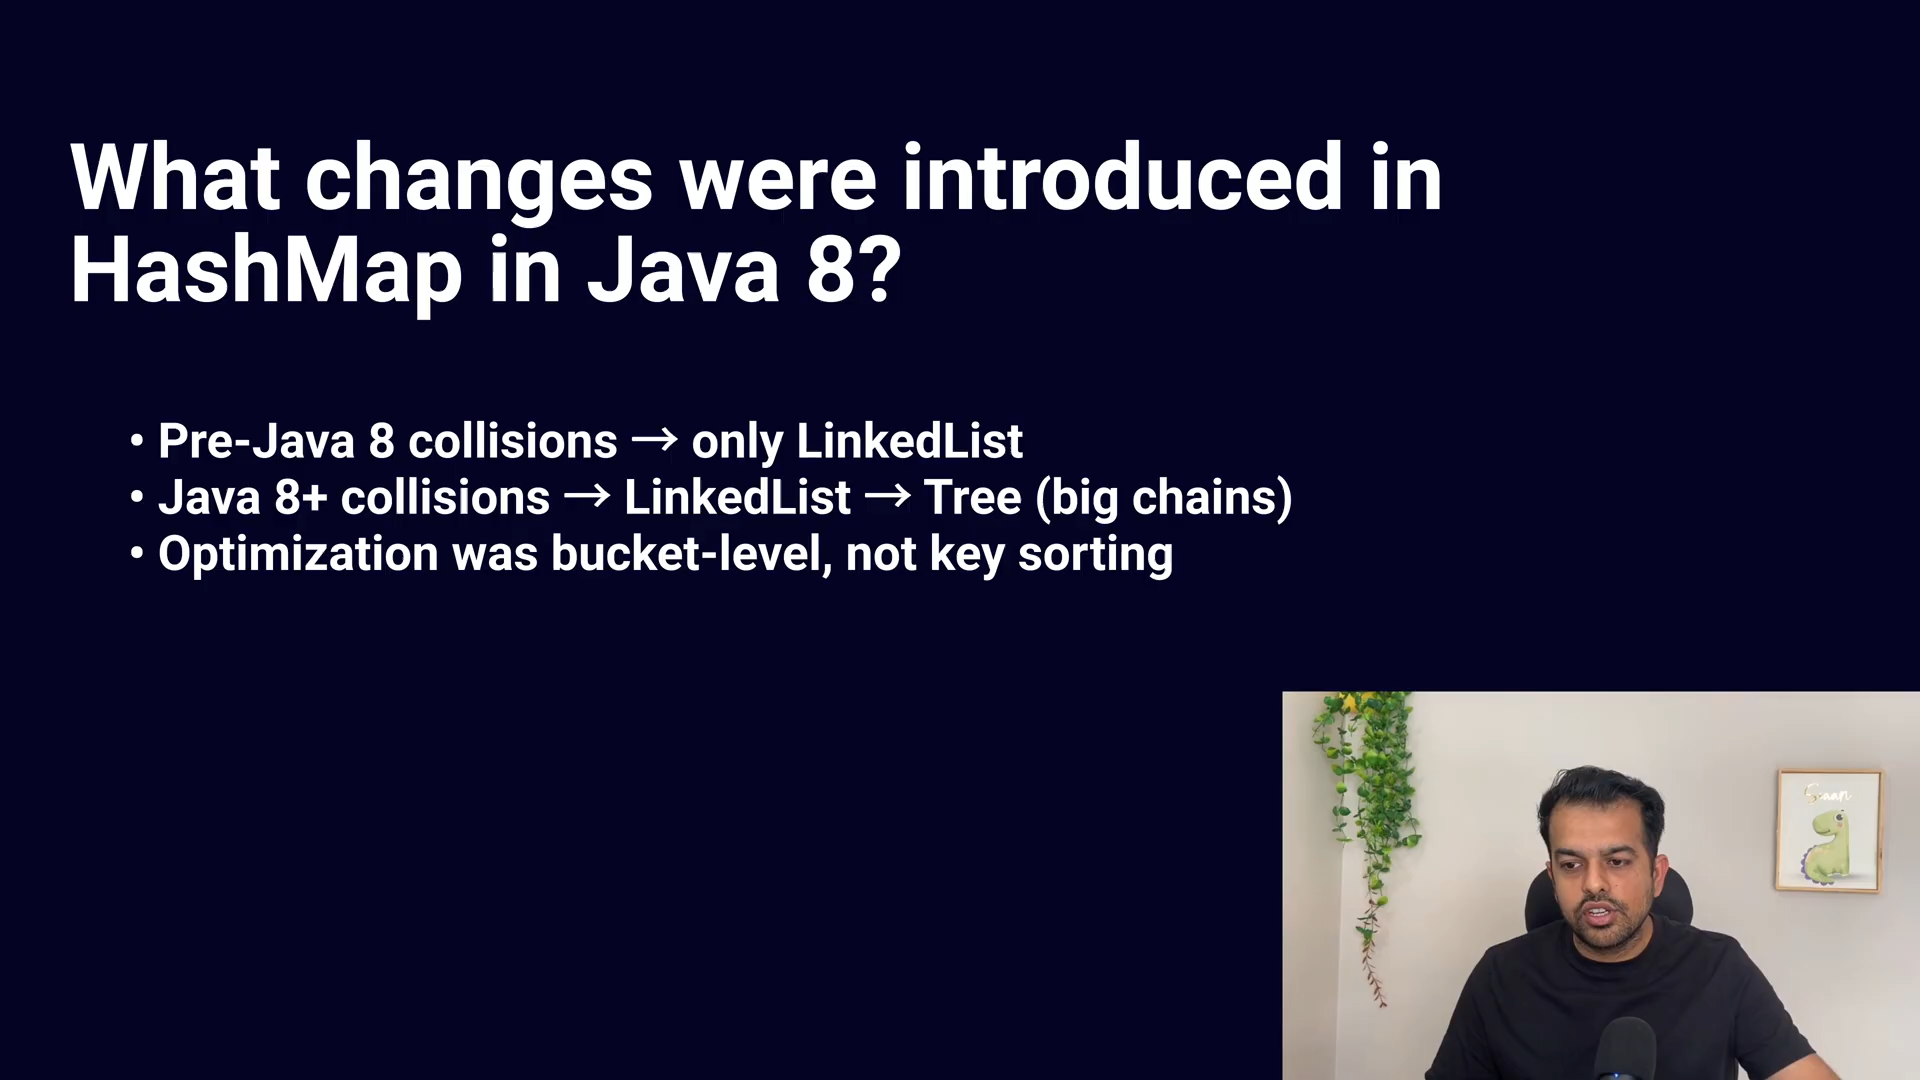 What changes were introduced in
HashMap in Java 8?
• Pre-Java 8 collisions → only LinkedList
• Java 8+ collisions → LinkedList → Tree (big chains)
• Optimization was bucket-level, not key sorting